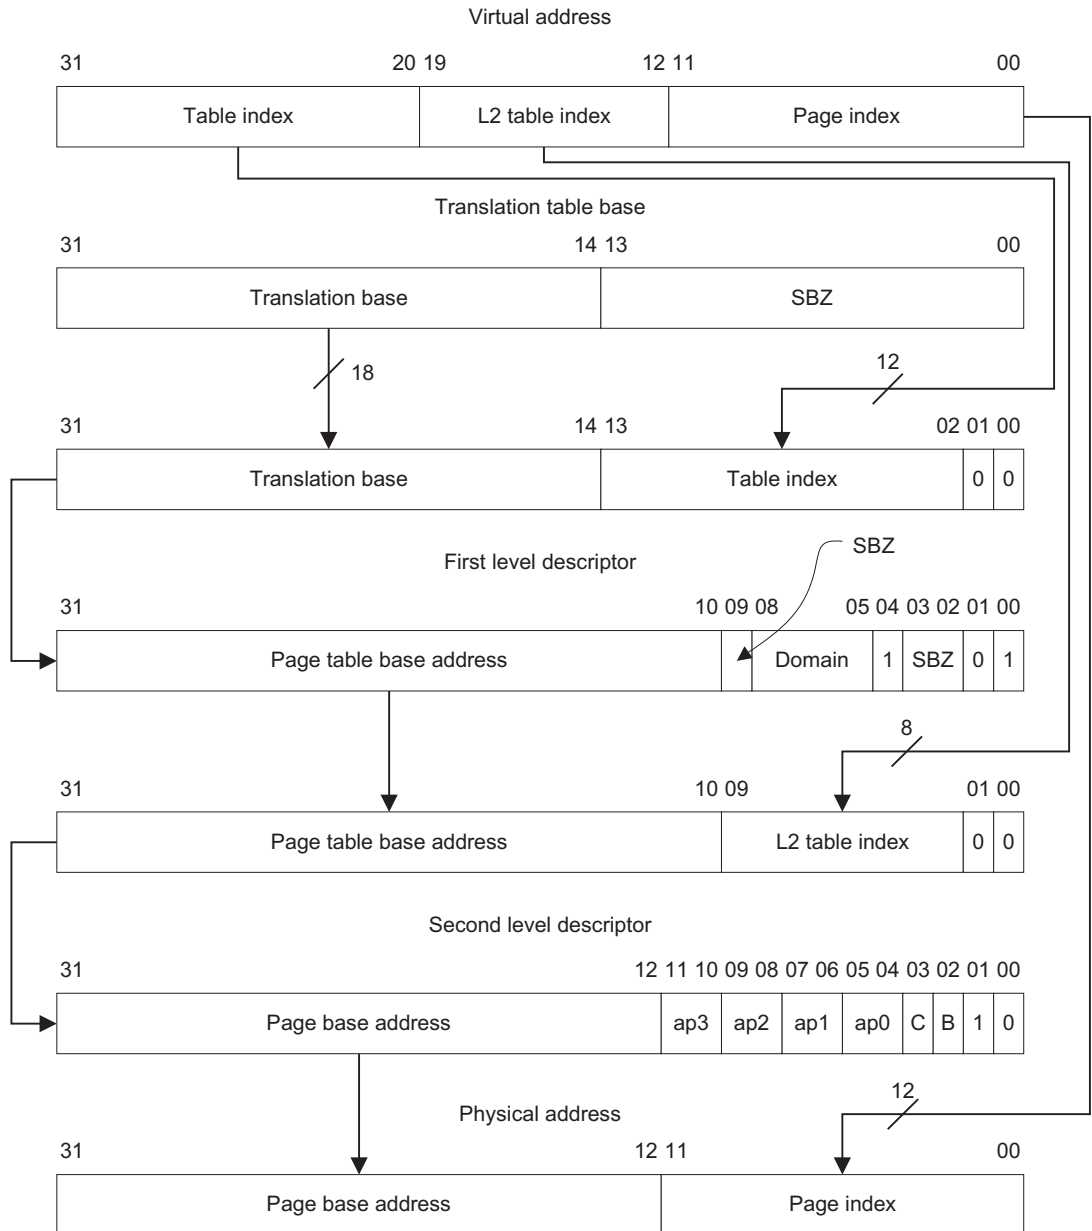 Virtual address
31 20 19 12 11 00
Table index L2 table index Page index
Translation table base
31 14 13 00
Translation base SBZ
18 12
31 14 13 02 01 00
Translation base Table index 0 0
First level descriptor SBZ
31 10 09 08 05 04 03 02 01 00
Page table base address Domain 1 SBZ 0 1
8
31 10 09 01 00
Page table base address L2 table index 0 0
Second level descriptor
31 12 11 10 09 08 07 06 05 04 03 02 01 00
Page base address ap3 ap2 ap1 ap0 C B 1 0
12
Physical address
31 12 11 00
Page base address Page index